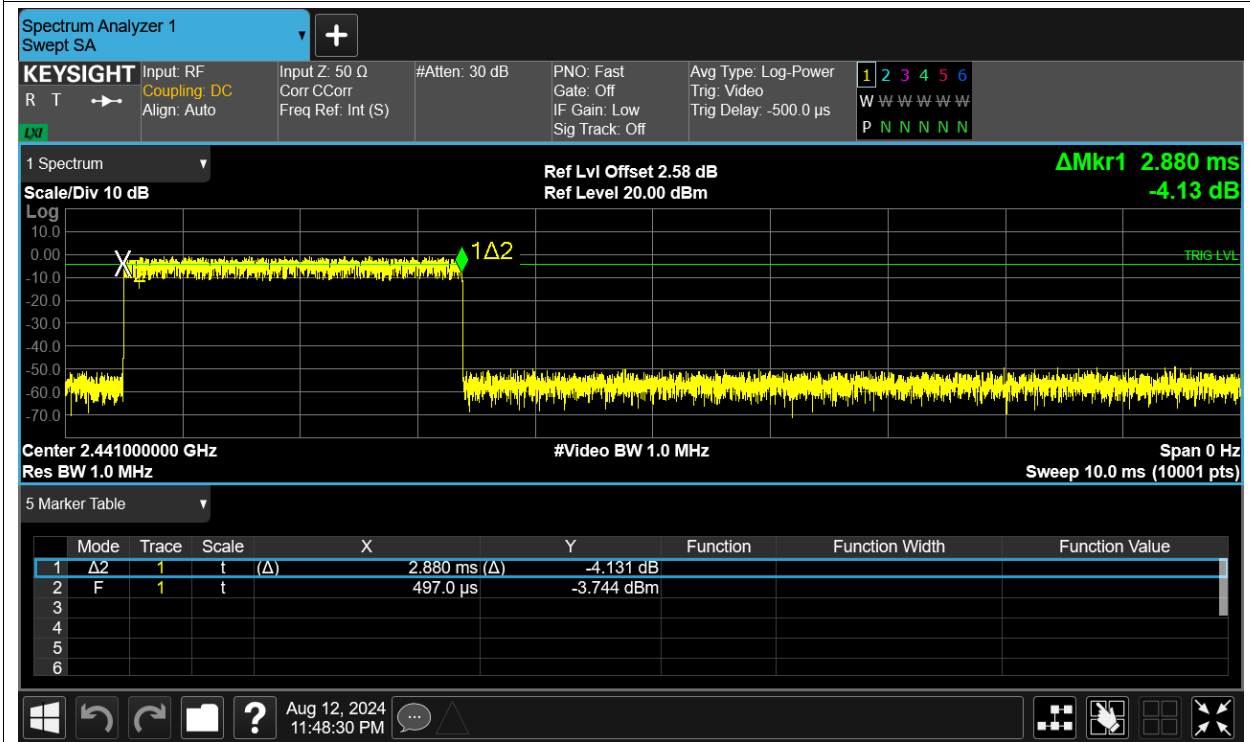 Spectrum Analyzer 1
Swept SA
+
KEYSIGHT
R T
LXI
Input: RF
Coupling: DC
Align: Auto
Input Z: 50 Ω
Corr CCorr
Freq Ref: Int (S)
#Atten: 30 dB
PNO: Fast
Gate: Off
IF Gain: Low
Sig Track: Off
Avg Type: Log-Power
Trig: Video
Trig Delay: -500.0 µs
1 2 3 4 5 6
W W W W W W
P N N N N N
1 Spectrum
Scale/Div 10 dB
Ref Lvl Offset 2.58 dB
Ref Level 20.00 dBm
ΔMkr1 2.880 ms
-4.13 dB
Log
10.0
0.00
-10.0
-20.0
-30.0
-40.0
-50.0
-60.0
-70.0
X
1Δ2
TRIG LVL
Center 2.441000000 GHz
#Video BW 1.0 MHz
Span 0 Hz
Res BW 1.0 MHz
Sweep 10.0 ms (10001 pts)
5 Marker Table
Mode Trace Scale X Y Function Function Width Function Value
1 Δ2 1 t (Δ) 2.880 ms (Δ) -4.131 dB
2 F 1 t 497.0 µs -3.744 dBm
3
4
5
6
?
Aug 12, 2024
11:48:30 PM